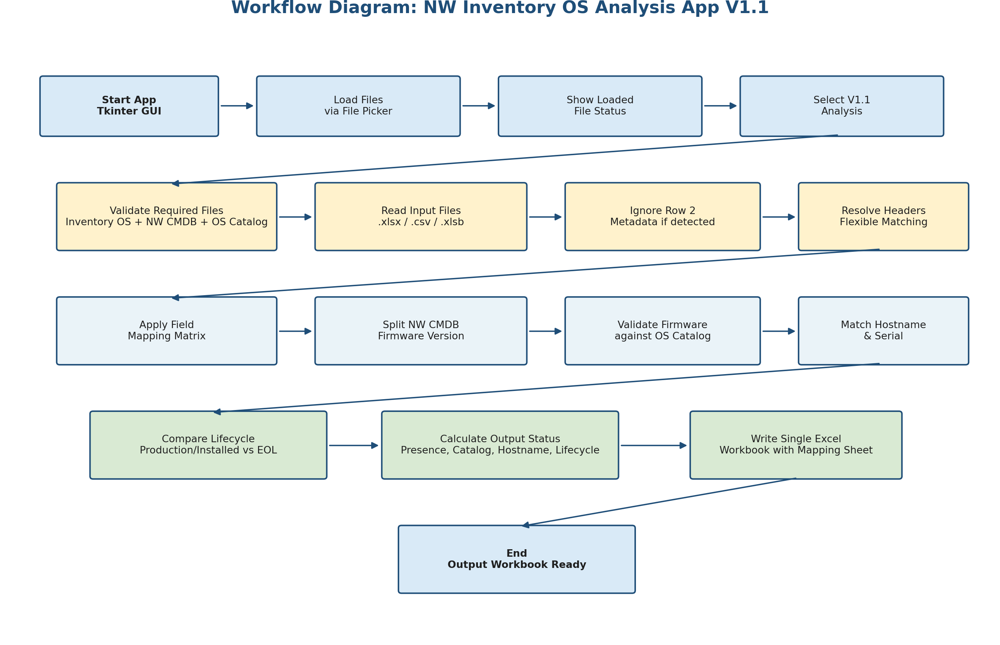 Workflow Diagram: NW Inventory OS Analysis App V1.1
Start App
Tkinter GUI
Load Files
via File Picker
Show Loaded
File Status
Select V1.1
Analysis
Validate Required Files
Inventory OS + NW CMDB + OS Catalog
Read Input Files
.xlsx / .csv / .xlsb
Ignore Row 2
Metadata if detected
Resolve Headers
Flexible Matching
Apply Field
Mapping Matrix
Split NW CMDB
Firmware Version
Validate Firmware
against OS Catalog
Match Hostname
& Serial
Compare Lifecycle
Production/Installed vs EOL
Calculate Output Status
Presence, Catalog, Hostname, Lifecycle
Write Single Excel
Workbook with Mapping Sheet
End
Output Workbook Ready